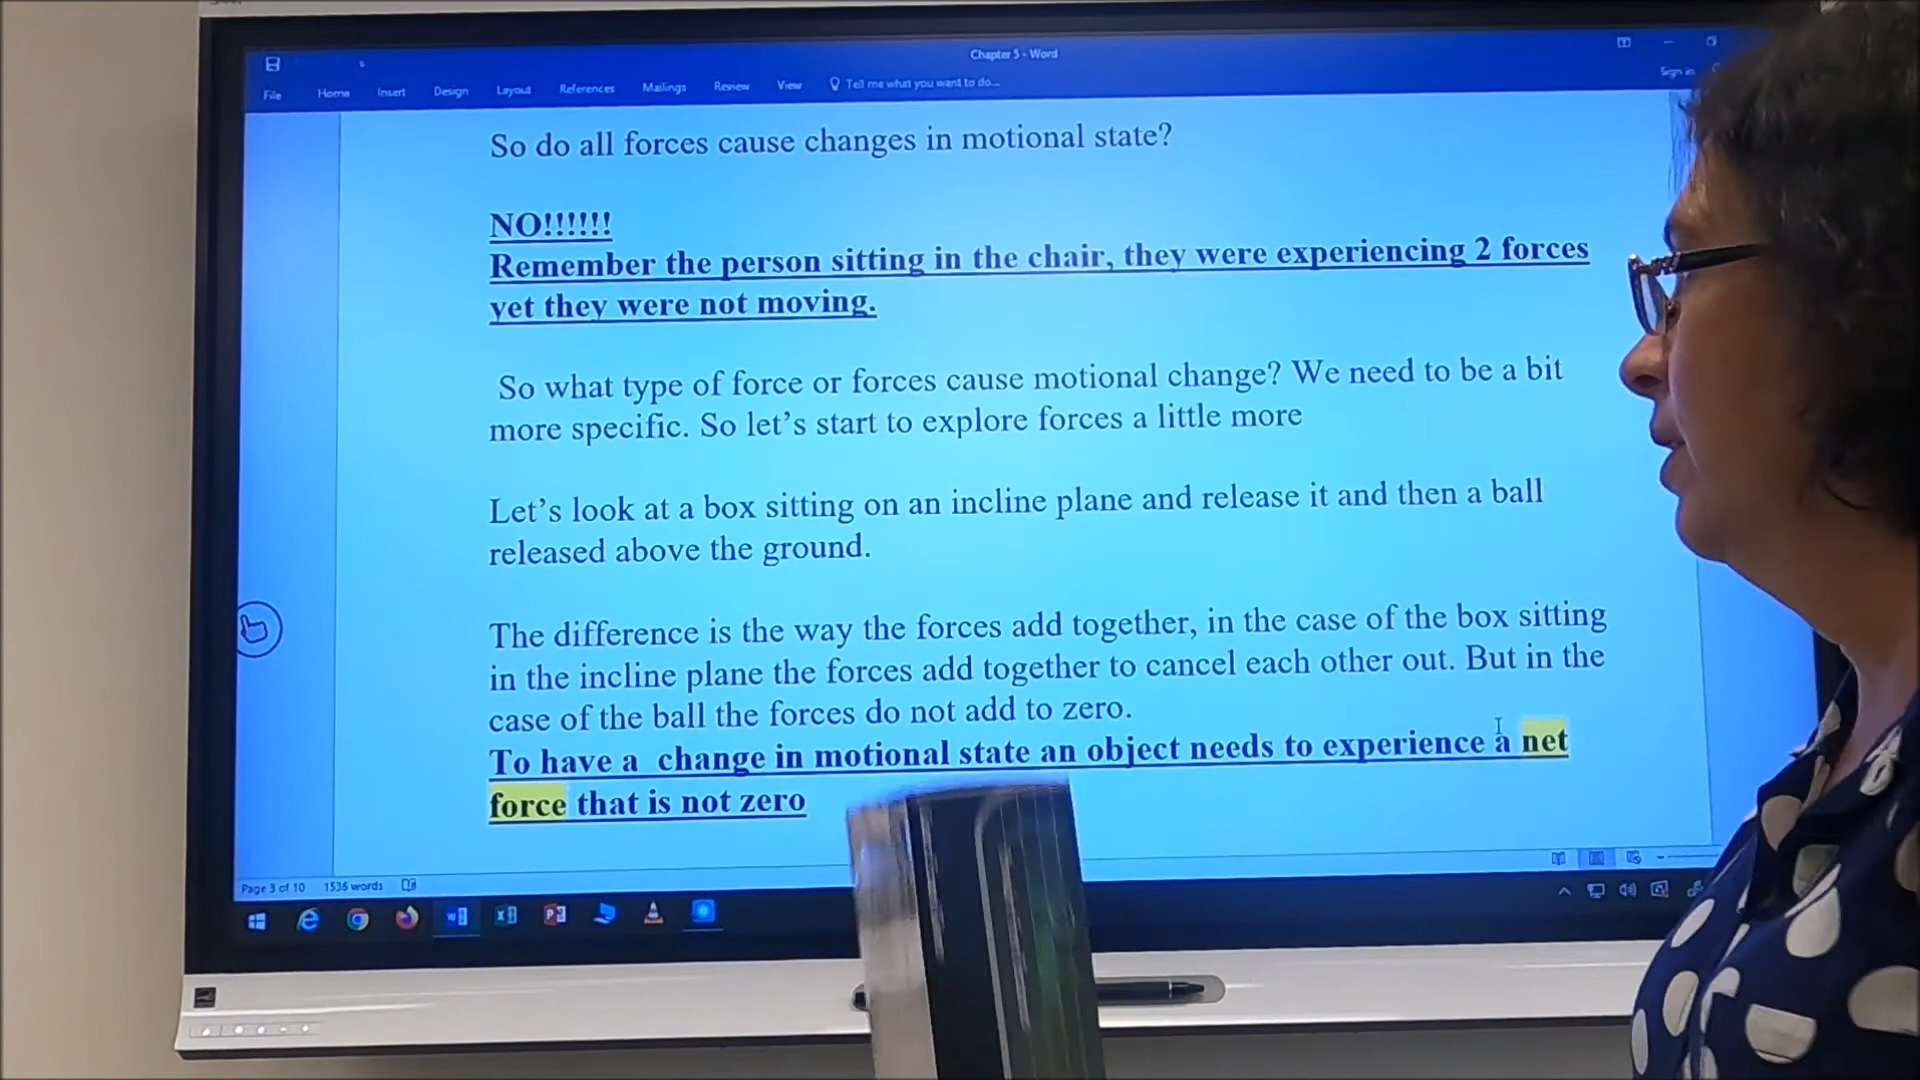 Chapter 5 - Word
File Home Insert Design Layout References Mailings Review View Tell me what you want to do...
Sign in
So do all forces cause changes in motional state?
NO!!!!!!
Remember the person sitting in the chair, they were experiencing 2 forces
yet they were not moving.
So what type of force or forces cause motional change? We need to be a bit
more specific. So let’s start to explore forces a little more
Let’s look at a box sitting on an incline plane and release it and then a ball
released above the ground.
The difference is the way the forces add together, in the case of the box sitting
in the incline plane the forces add together to cancel each other out. But in the
case of the ball the forces do not add to zero.
To have a change in motional state an object needs to experience a net
force that is not zero
Page 3 of 10 1536 words